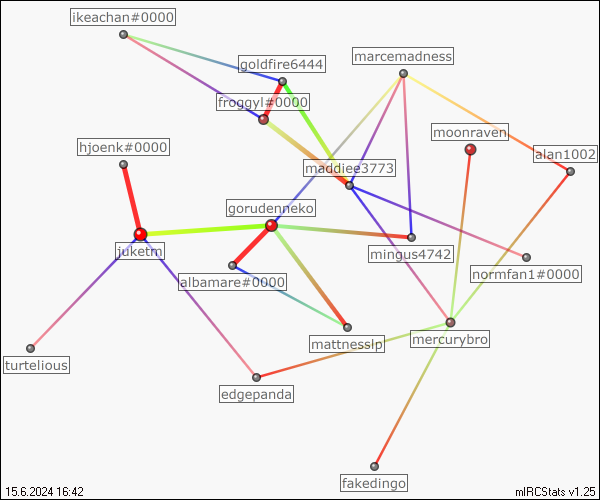 ikeachan#0000
marcemadness
goldfire6444
froggyl#0000
moonraven
hjoenk#0000
alan1002
maddiee3773
gorudenneko
juketm
mingus4742
normfan1#0000
albamare#0000
mattnesslp
mercurybro
turtelious
edgepanda
fakedingo
15.6.2024 16:42
mIRCStats v1.25